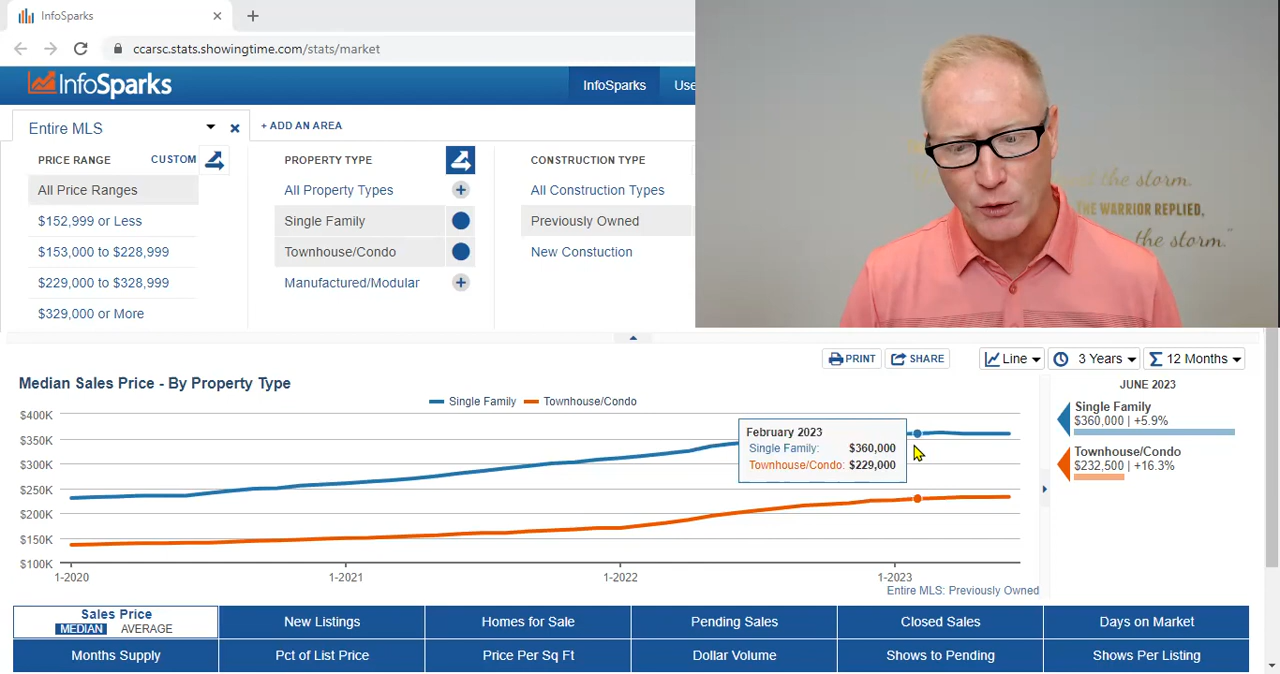 InfoSparks
ccarsc.stats.showingtime.com/stats/market
InfoSparks
InfoSparks
Use
Entire MLS
+ ADD AN AREA
PRICE RANGE
CUSTOM
All Price Ranges
$152,999 or Less
$153,000 to $228,999
$229,000 to $328,999
$329,000 or More
PROPERTY TYPE
All Property Types
Single Family
Townhouse/Condo
Manufactured/Modular
CONSTRUCTION TYPE
All Construction Types
Previously Owned
New Constuction
the storm.
THE WARRIOR REPLIED,
the storm."
PRINT
SHARE
Line
3 Years
12 Months
Median Sales Price - By Property Type
Single Family
Townhouse/Condo
$400K
$350K
$300K
$250K
$200K
$150K
$100K
1-2020
1-2021
1-2022
1-2023
February 2023
Single Family: $360,000
Townhouse/Condo: $229,000
Entire MLS: Previously Owned
JUNE 2023
Single Family
$360,000 | +5.9%
Townhouse/Condo
$232,500 | +16.3%
Sales Price
MEDIAN AVERAGE
New Listings
Homes for Sale
Pending Sales
Closed Sales
Days on Market
Months Supply
Pct of List Price
Price Per Sq Ft
Dollar Volume
Shows to Pending
Shows Per Listing